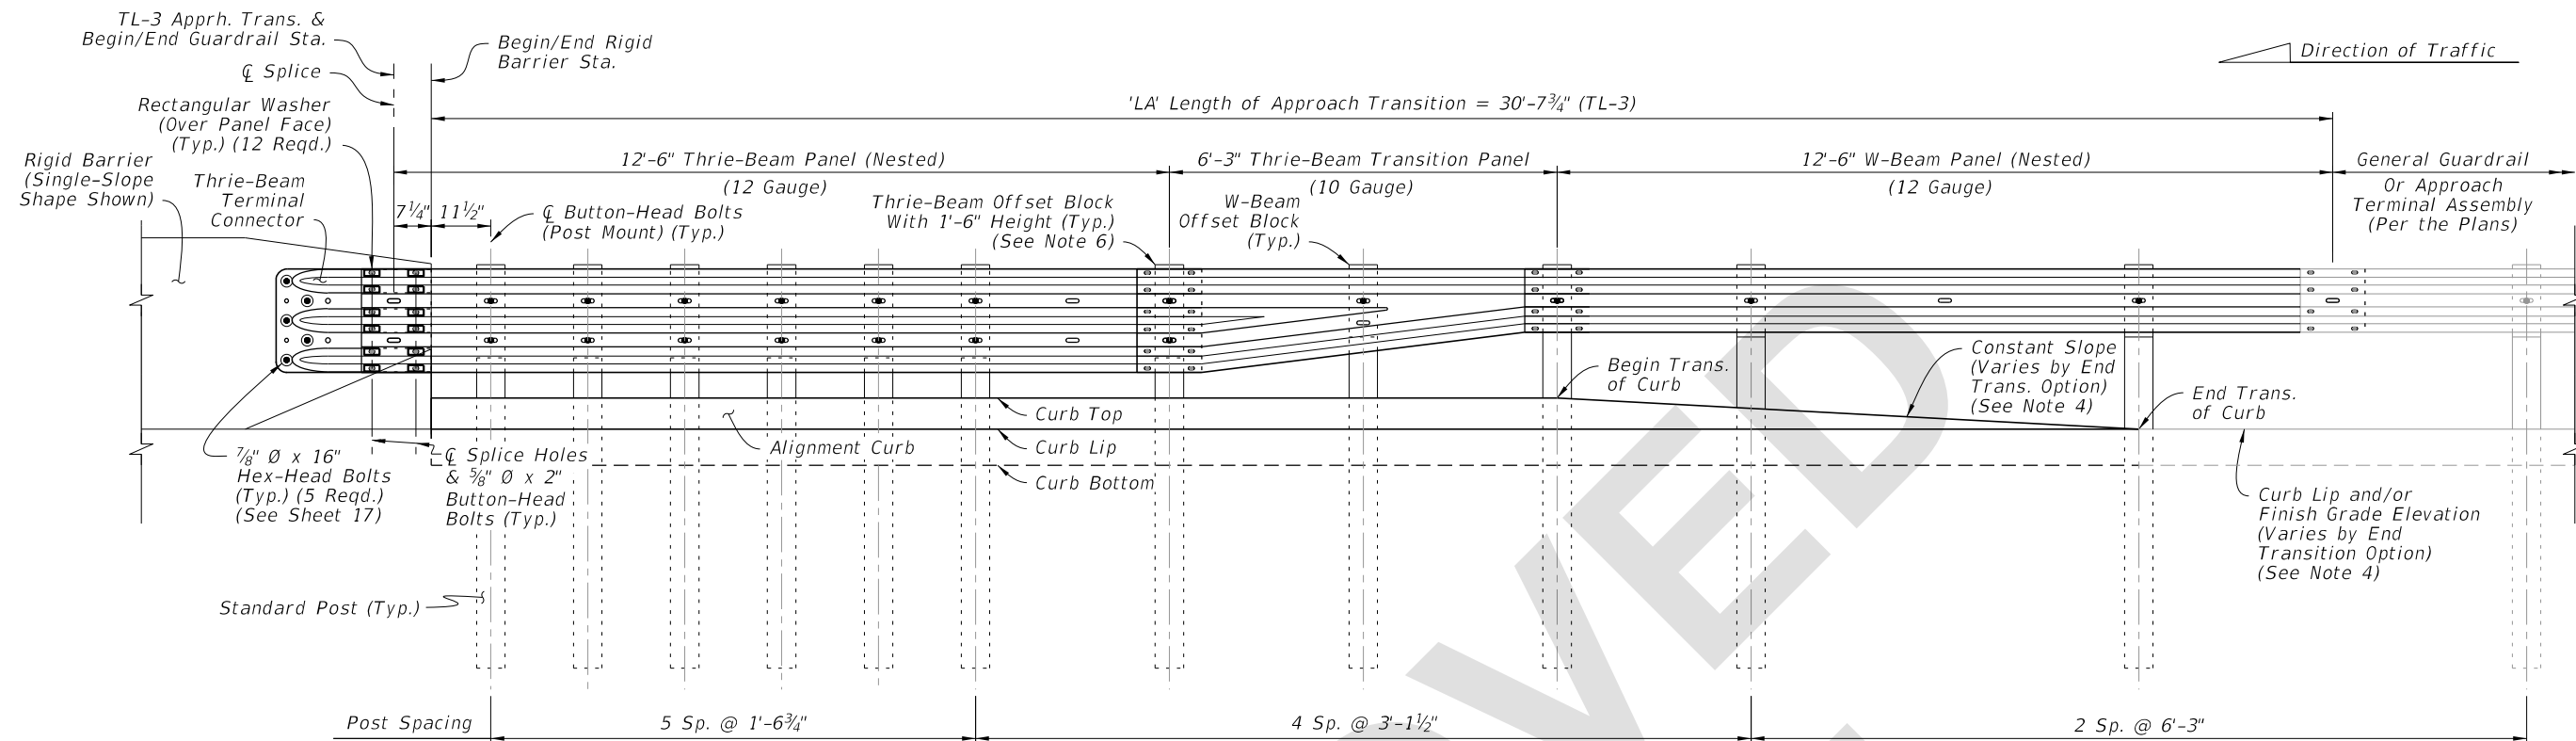 TL-3 Apprh. Trans. &
Begin/End Guardrail Sta.
℄ Splice
Begin/End Rigid
Barrier Sta.
Direction of Traffic
Rectangular Washer
(Over Panel Face)
(Typ.) (12 Reqd.)
'LA' Length of Approach Transition = 30'-7¾" (TL-3)
Rigid Barrier
(Single-Slope
Shape Shown)
Thrie-Beam
Terminal
Connector
12'-6" Thrie-Beam Panel (Nested)
(12 Gauge)
6'-3" Thrie-Beam Transition Panel
(10 Gauge)
12'-6" W-Beam Panel (Nested)
(12 Gauge)
General Guardrail
Or Approach
Terminal Assembly
(Per the Plans)
7¼"
11½"
℄ Button-Head Bolts
(Post Mount) (Typ.)
Thrie-Beam Offset Block
With 1'-6" Height (Typ.)
(See Note 6)
W-Beam
Offset Block
(Typ.)
Begin Trans.
of Curb
Constant Slope
(Varies by End
Trans. Option)
(See Note 4)
End Trans.
of Curb
Curb Top
Alignment Curb
Curb Lip
Curb Bottom
⅞" Ø x 16"
Hex-Head Bolts
(Typ.) (5 Reqd.)
(See Sheet 17)
℄ Splice Holes
& ⅝" Ø x 2"
Button-Head
Bolts (Typ.)
Curb Lip and/or
Finish Grade Elevation
(Varies by End
Transition Option)
(See Note 4)
Standard Post (Typ.)
Post Spacing
5 Sp. @ 1'-6¾"
4 Sp. @ 3'-1½"
2 Sp. @ 6'-3"
VED